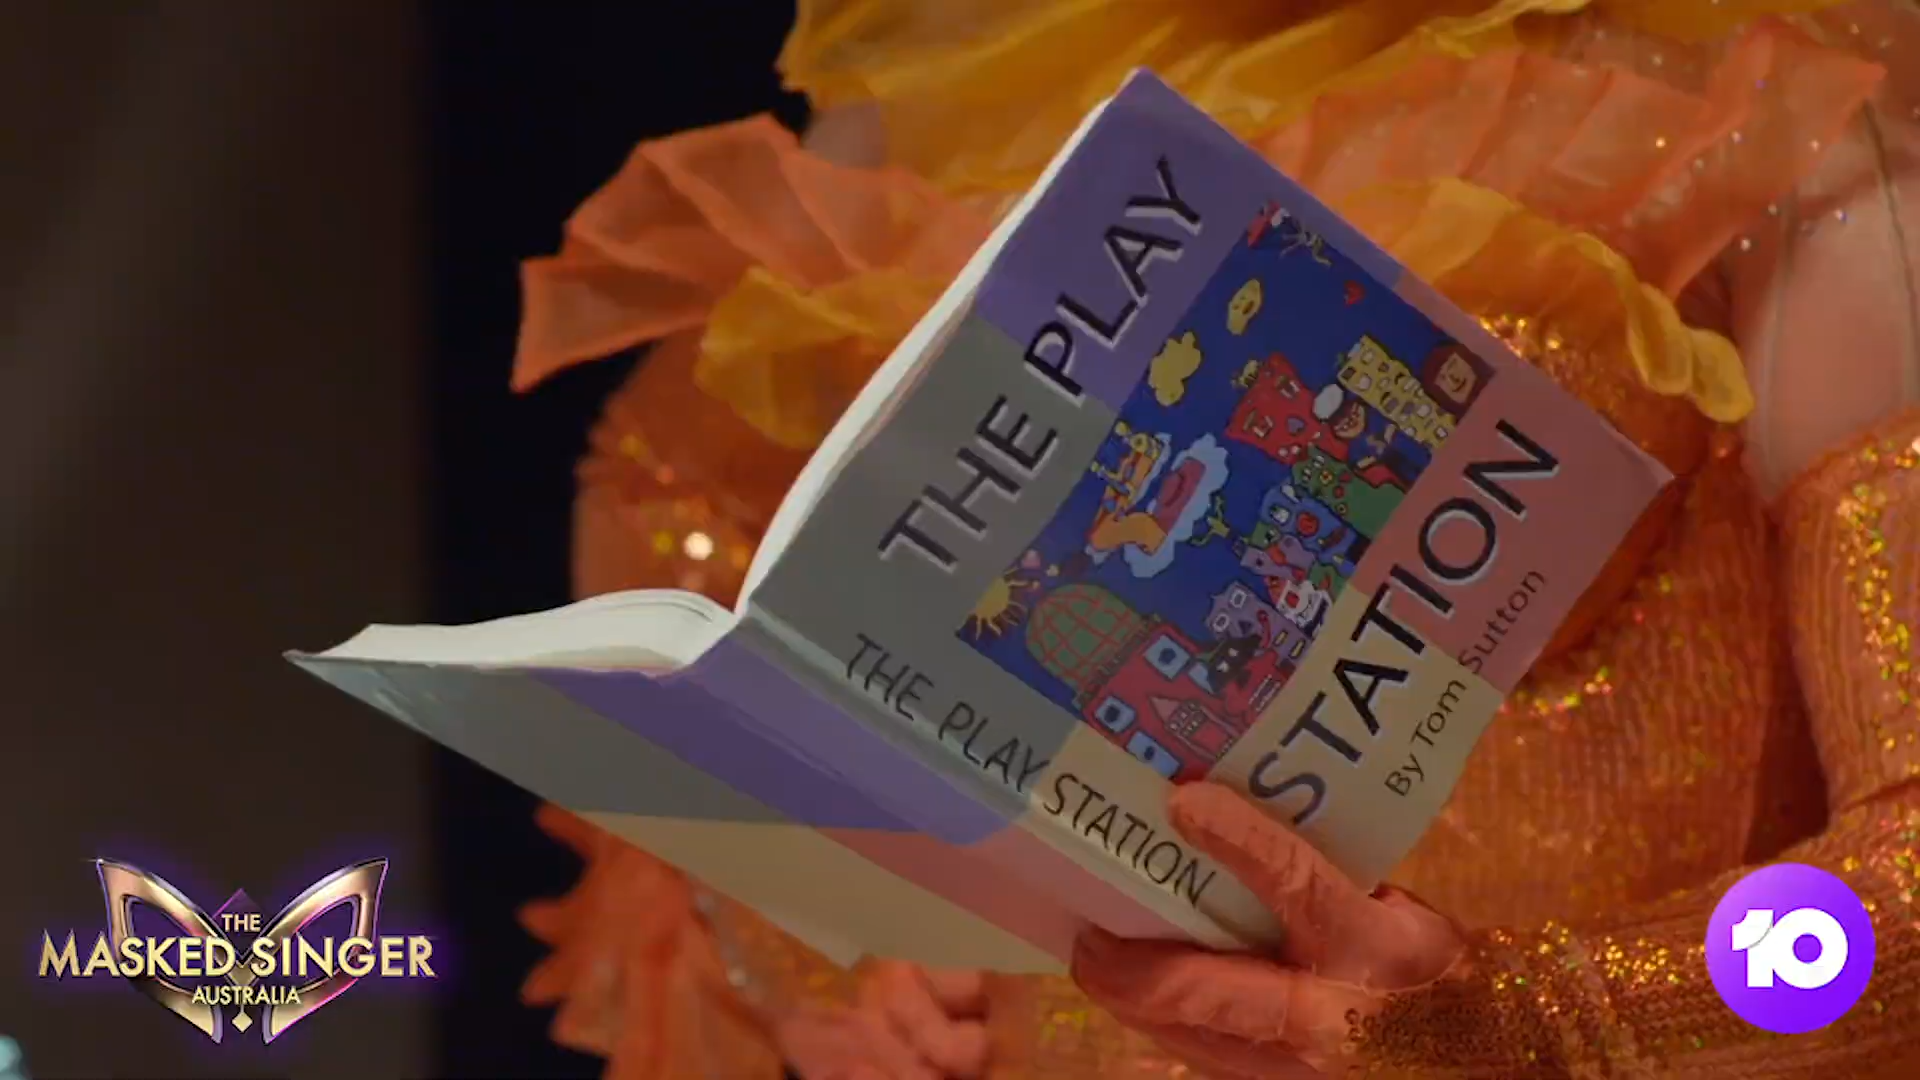 THE PLAY
STATION
By Tom Sutton
THE PLAY STATION
THE
MASKED SINGER
AUSTRALIA
10